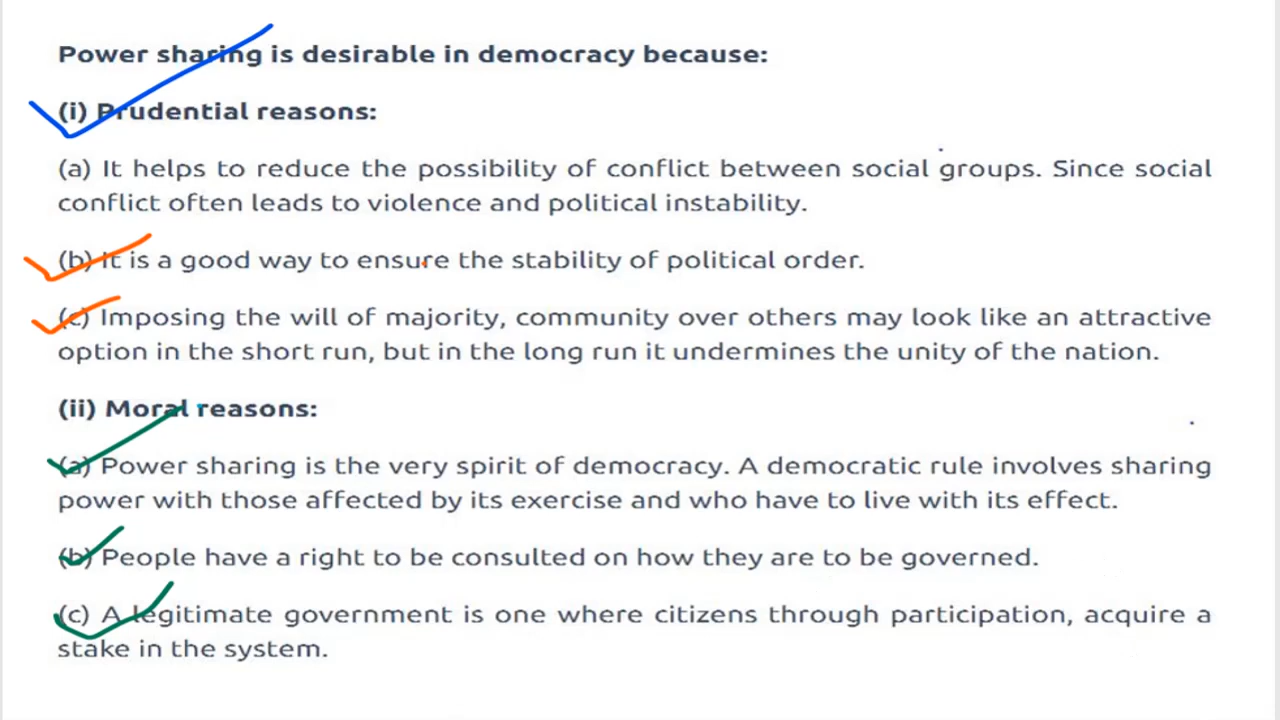 Power sharing is desirable in democracy because:
(i) Prudential reasons:
(a) It helps to reduce the possibility of conflict between social groups. Since social
conflict often leads to violence and political instability.
(b) It is a good way to ensure the stability of political order.
(c) Imposing the will of majority, community over others may look like an attractive
option in the short run, but in the long run it undermines the unity of the nation.
(ii) Moral reasons:
(a) Power sharing is the very spirit of democracy. A democratic rule involves sharing
power with those affected by its exercise and who have to live with its effect.
(b) People have a right to be consulted on how they are to be governed.
(c) A legitimate government is one where citizens through participation, acquire a
stake in the system.